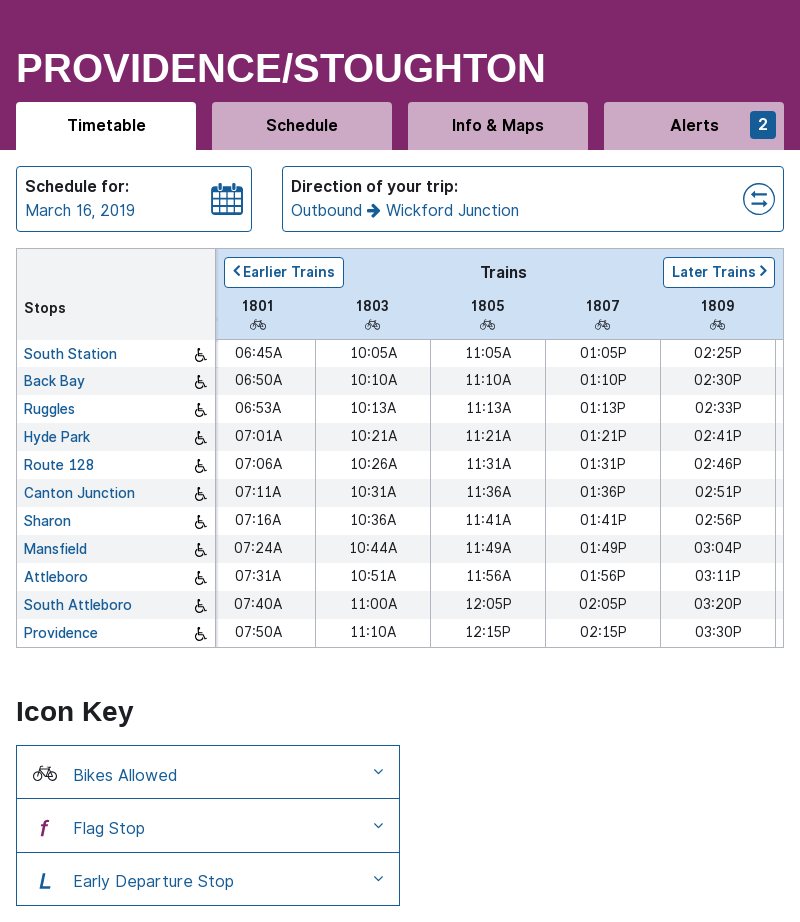 PROVIDENCE/STOUGHTON
Timetable Schedule Info & Maps Alerts 2
Schedule for:
March 16, 2019
Direction of your trip:
Outbound Wickford Junction
Earlier Trains Trains Later Trains
Stops 1801 1803 1805 1807 1809
South Station 06:45A 10:05A 11:05A 01:05P 02:25P
Back Bay 06:50A 10:10A 11:10A 01:10P 02:30P
Ruggles 06:53A 10:13A 11:13A 01:13P 02:33P
Hyde Park 07:01A 10:21A 11:21A 01:21P 02:41P
Route 128 07:06A 10:26A 11:31A 01:31P 02:46P
Canton Junction 07:11A 10:31A 11:36A 01:36P 02:51P
Sharon 07:16A 10:36A 11:41A 01:41P 02:56P
Mansfield 07:24A 10:44A 11:49A 01:49P 03:04P
Attleboro 07:31A 10:51A 11:56A 01:56P 03:11P
South Attleboro 07:40A 11:00A 12:05P 02:05P 03:20P
Providence 07:50A 11:10A 12:15P 02:15P 03:30P
Icon Key
Bikes Allowed
f Flag Stop
L Early Departure Stop